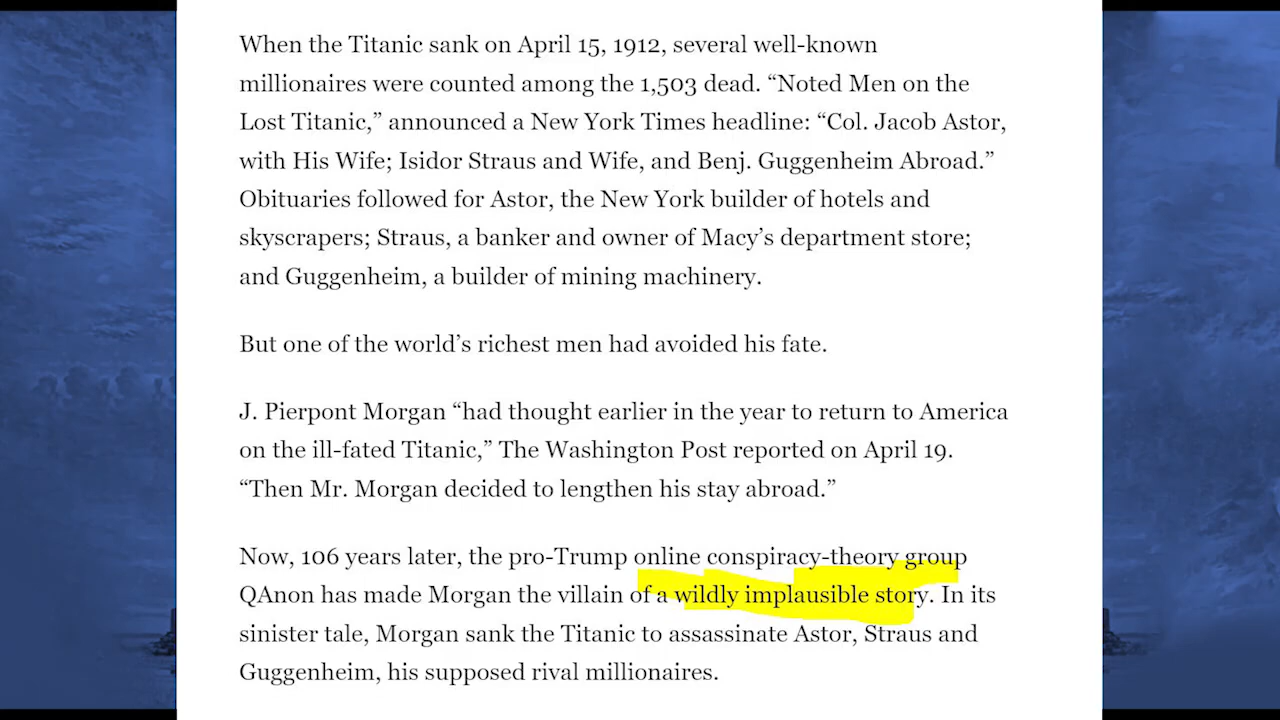 When the Titanic sank on April 15, 1912, several well-known
millionaires were counted among the 1,503 dead. “Noted Men on the
Lost Titanic,” announced a New York Times headline: “Col. Jacob Astor,
with His Wife; Isidor Straus and Wife, and Benj. Guggenheim Abroad.”
Obituaries followed for Astor, the New York builder of hotels and
skyscrapers; Straus, a banker and owner of Macy’s department store;
and Guggenheim, a builder of mining machinery.
But one of the world’s richest men had avoided his fate.
J. Pierpont Morgan “had thought earlier in the year to return to America
on the ill-fated Titanic,” The Washington Post reported on April 19.
“Then Mr. Morgan decided to lengthen his stay abroad.”
Now, 106 years later, the pro-Trump online conspiracy-theory group
QAnon has made Morgan the villain of a wildly implausible story. In its
sinister tale, Morgan sank the Titanic to assassinate Astor, Straus and
Guggenheim, his supposed rival millionaires.